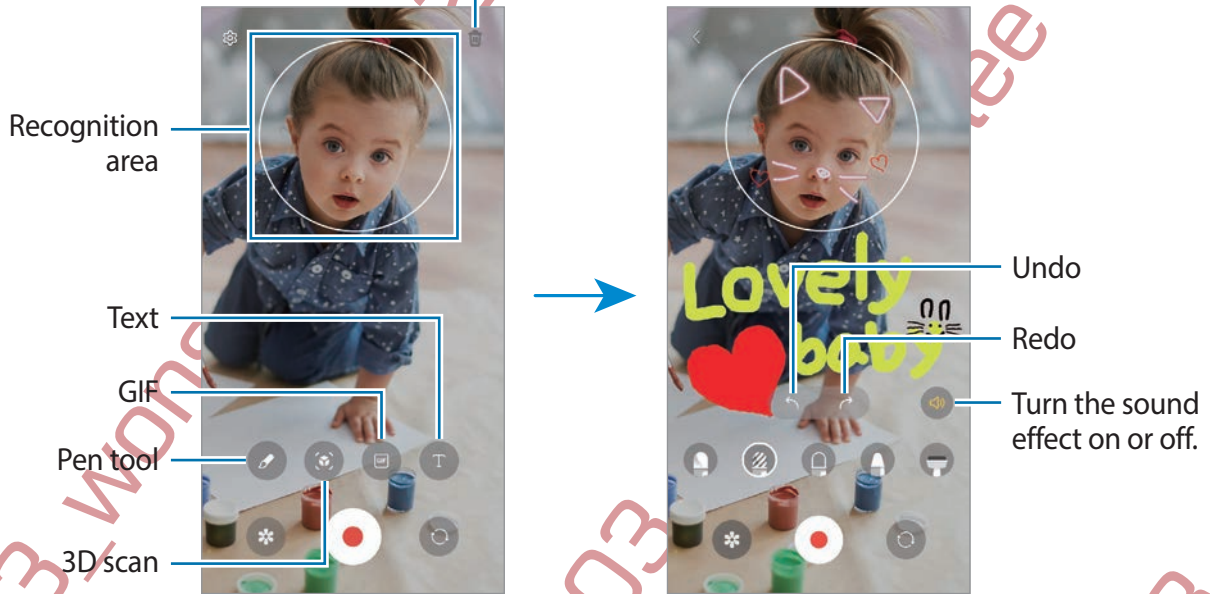 Recognition
area
Text
GIF
Pen tool
3D scan
GIF
T
Lovely
baby
Undo
Redo
Turn the sound
effect on or off.